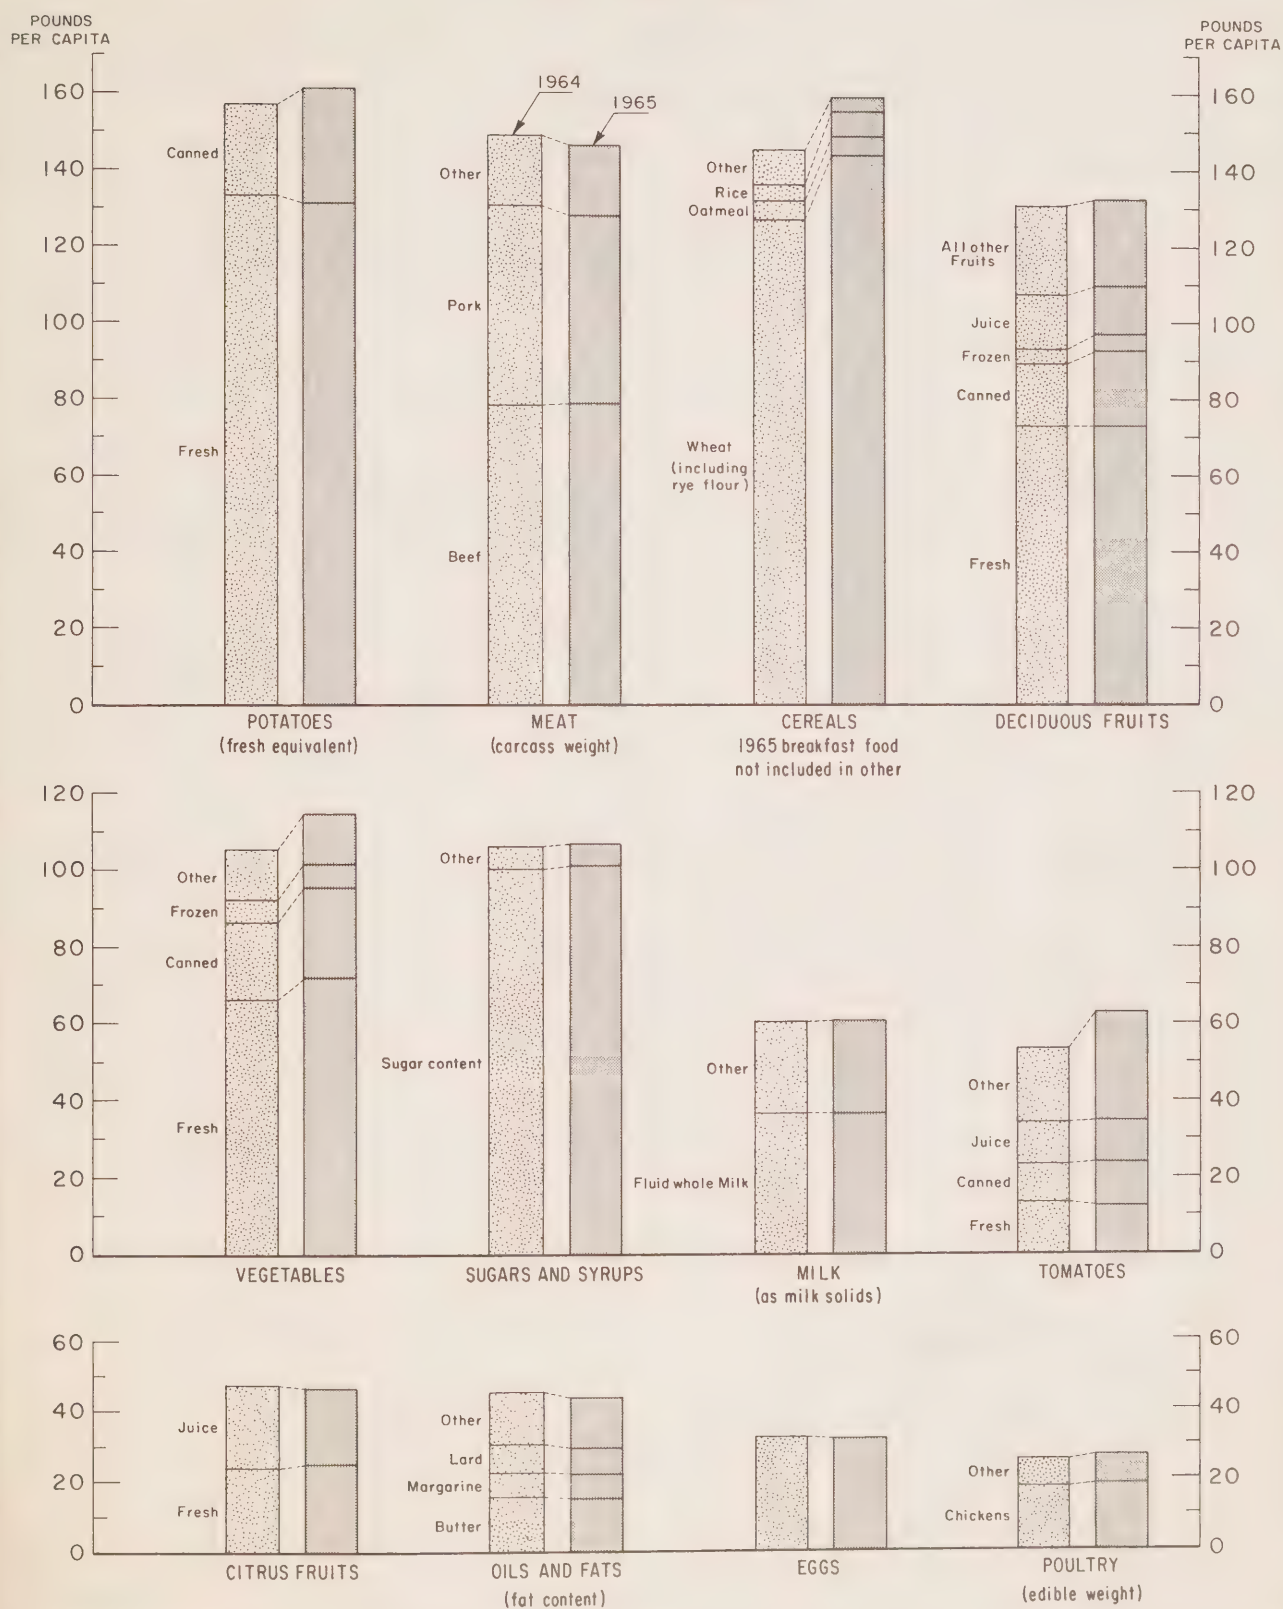 POUNDS
PER CAPITA
POUNDS
PER CAPITA
160
140
120
100
80
60
40
20
0
160
140
120
100
80
60
40
20
0
1964
1965
Canned
Fresh
POTATOES
(fresh equivalent)
Other
Pork
Beef
MEAT
(carcass weight)
Other
Rice
Oatmeal
Wheat
(including
rye flour)
CEREALS
1965 breakfast food
not included in other
All other
Fruits
Juice
Frozen
Canned
Fresh
DECIDUOUS FRUITS
120
100
80
60
40
20
0
120
100
80
60
40
20
0
Other
Frozen
Canned
Fresh
VEGETABLES
Other
Sugar content
SUGARS AND SYRUPS
Other
Fluid whole Milk
MILK
(as milk solids)
Other
Juice
Canned
Fresh
TOMATOES
60
40
20
0
60
40
20
0
Juice
Fresh
CITRUS FRUITS
Other
Lard
Margarine
Butter
OILS AND FATS
(fat content)
EGGS
Other
Chickens
POULTRY
(edible weight)